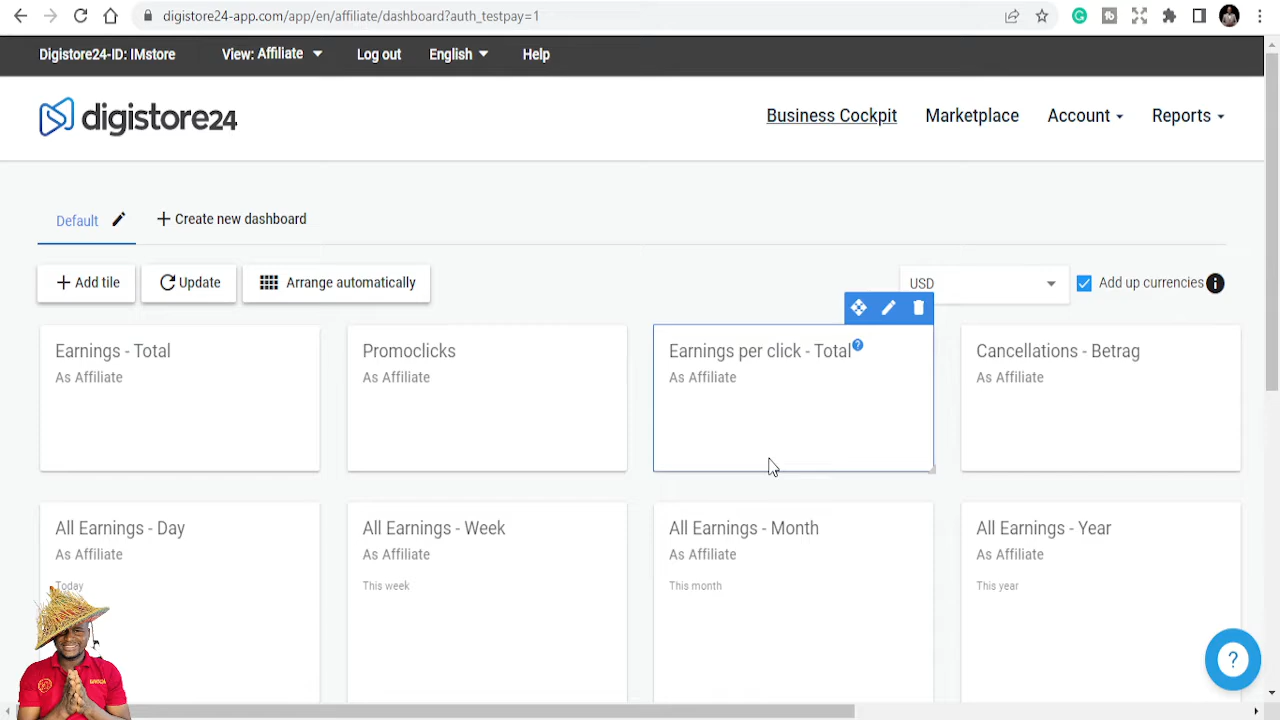 digistore24-app.com/app/en/affiliate/dashboard?auth_testpay=1
Digistore24-ID: IMstore View: Affiliate Log out English Help
digistore24 Business Cockpit Marketplace Account Reports
Default + Create new dashboard
+ Add tile Update Arrange automatically USD Add up currencies
Earnings - Total
As Affiliate
Promoclicks
As Affiliate
Earnings per click - Total
As Affiliate
Cancellations - Betrag
As Affiliate
All Earnings - Day
As Affiliate
Today
All Earnings - Week
As Affiliate
This week
All Earnings - Month
As Affiliate
This month
All Earnings - Year
As Affiliate
This year